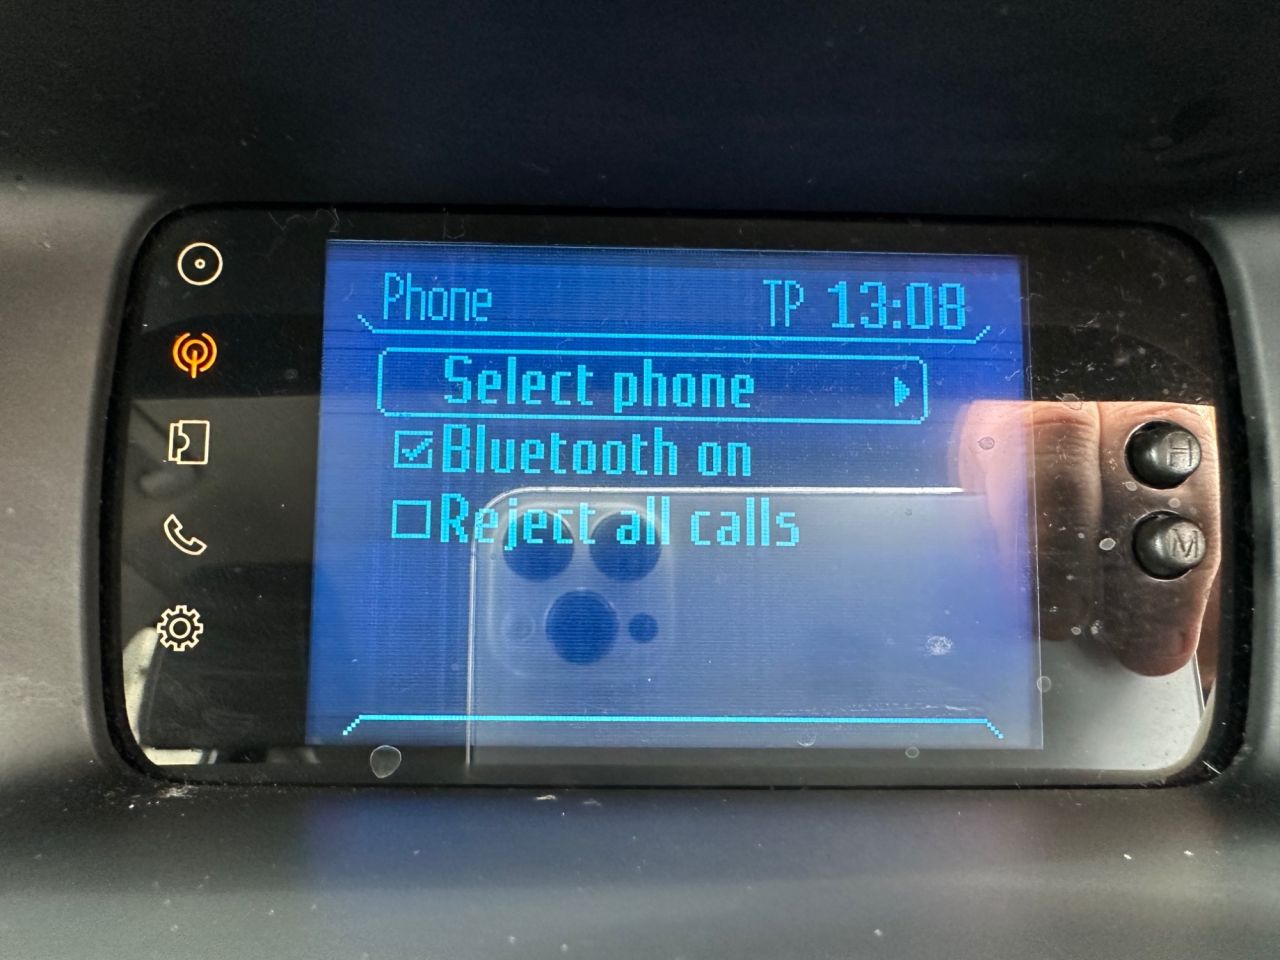 Phone TP 13:08
Select phone
Bluetooth on
Reject all calls
H
M